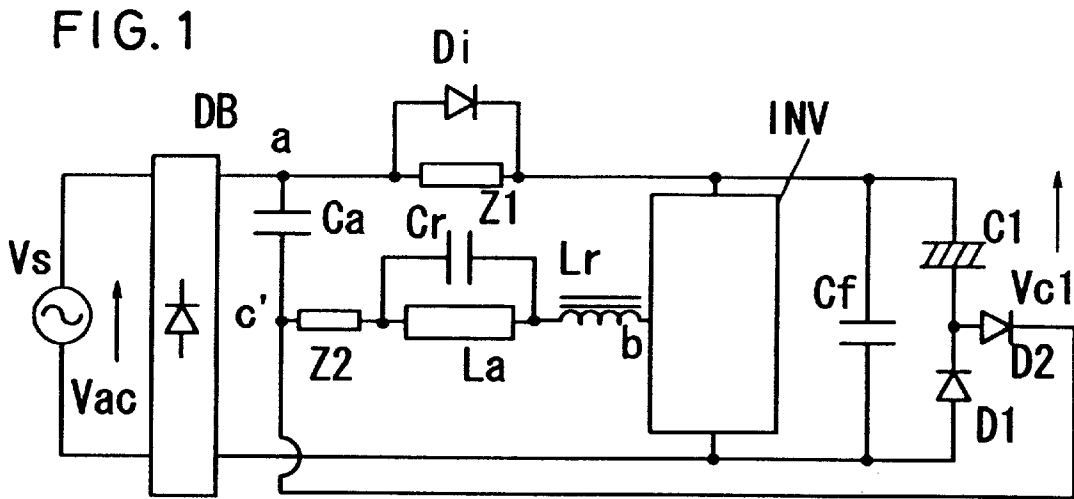 FIG. 1
Di
DB
INV
a
Z1
Ca
Cr
Lr
C1
Vs
Cf
Vc1
c'
b
Z2
La
D2
Vac
D1